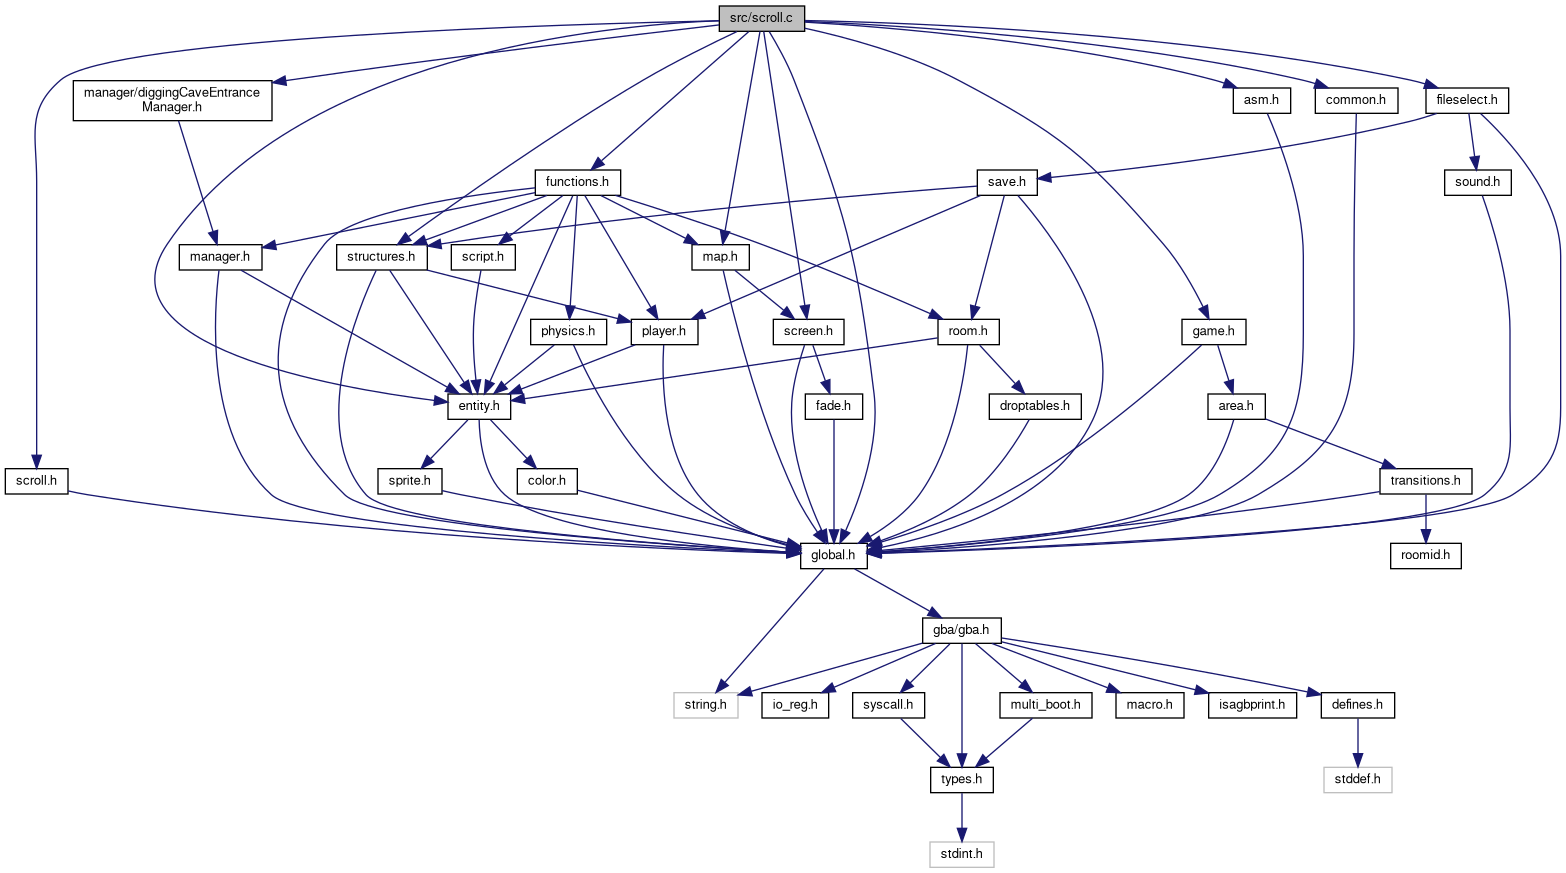 src/scroll.c
manager/diggingCaveEntrance
Manager.h
asm.h
common.h
fileselect.h
functions.h
save.h
sound.h
manager.h
structures.h
script.h
map.h
physics.h
player.h
screen.h
room.h
game.h
entity.h
fade.h
droptables.h
area.h
scroll.h
sprite.h
color.h
transitions.h
global.h
roomid.h
gba/gba.h
string.h
io_reg.h
syscall.h
multi_boot.h
macro.h
isagbprint.h
defines.h
types.h
stddef.h
stdint.h